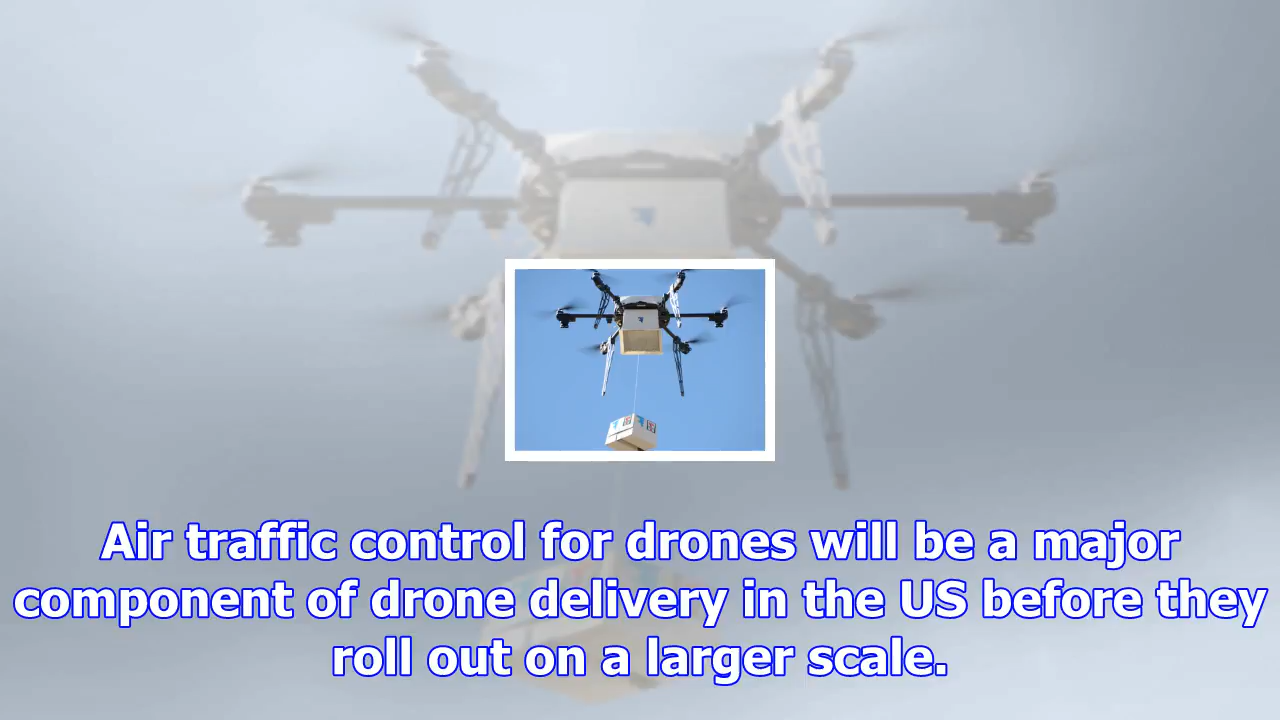 Air traffic control for drones will be a major
component of drone delivery in the US before they
roll out on a larger scale.